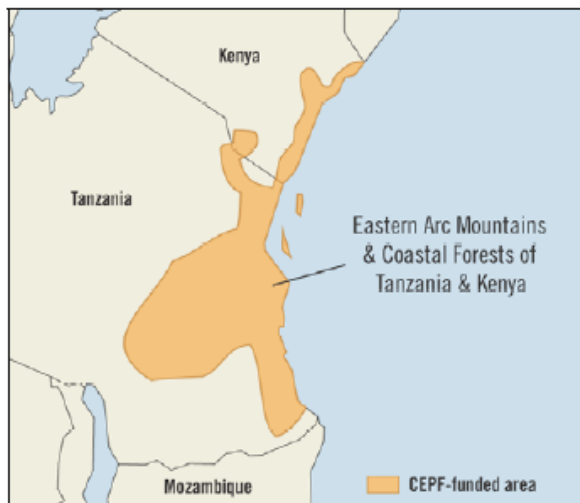 Kenya
Tanzania
Eastern Arc Mountains
& Coastal Forests of
Tanzania & Kenya
Mozambique
CEPF-funded area